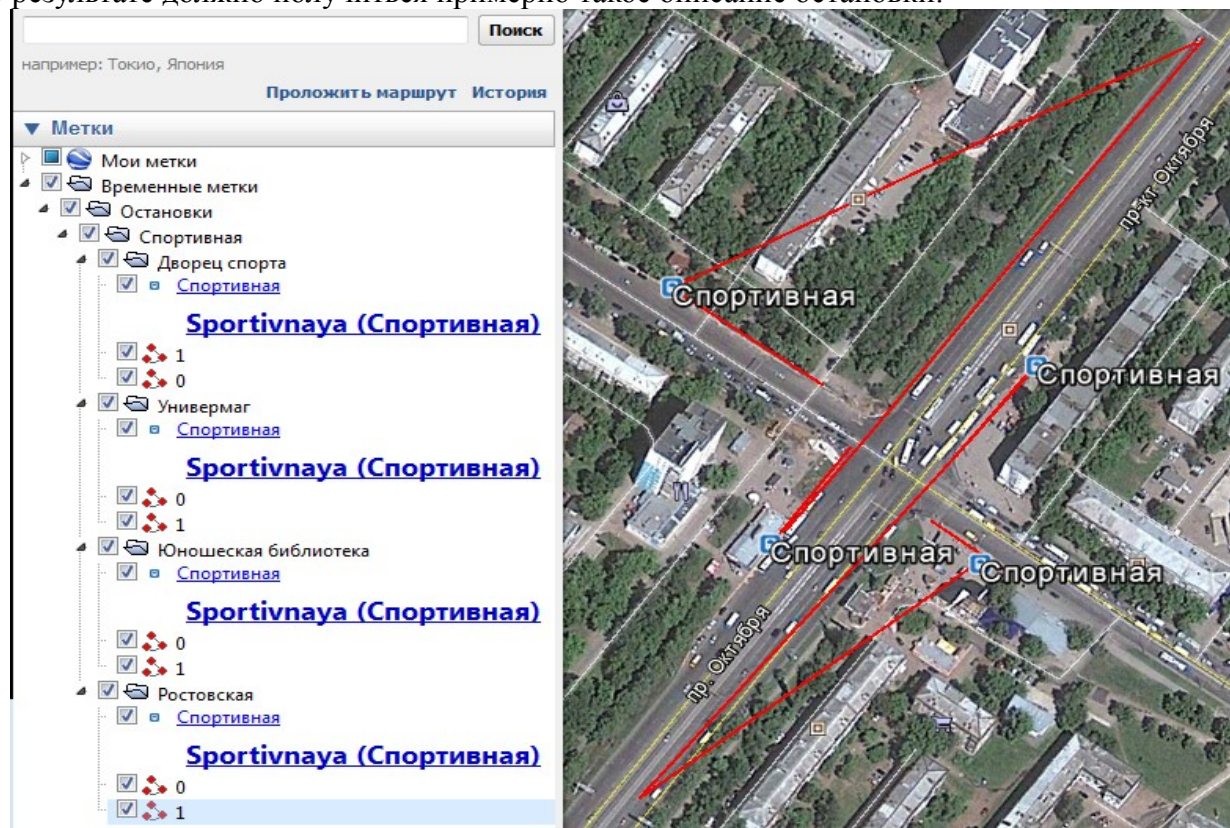 результате должно получиться примерно такое описание остановки:
Поиск
например: Токио, Япония
Проложить маршрут История
Метки
Мои метки
Временные метки
Остановки
Спортивная
Дворец спорта
Спортивная
Sportivnaya (Спортивная)
1
0
Универмаг
Спортивная
Sportivnaya (Спортивная)
0
1
Юношеская библиотека
Спортивная
Sportivnaya (Спортивная)
0
1
Ростовская
Спортивная
Sportivnaya (Спортивная)
0
1
пр-кт Октября
Спортивная
Спортивная
Спортивная
Спортивная
пр. Октября